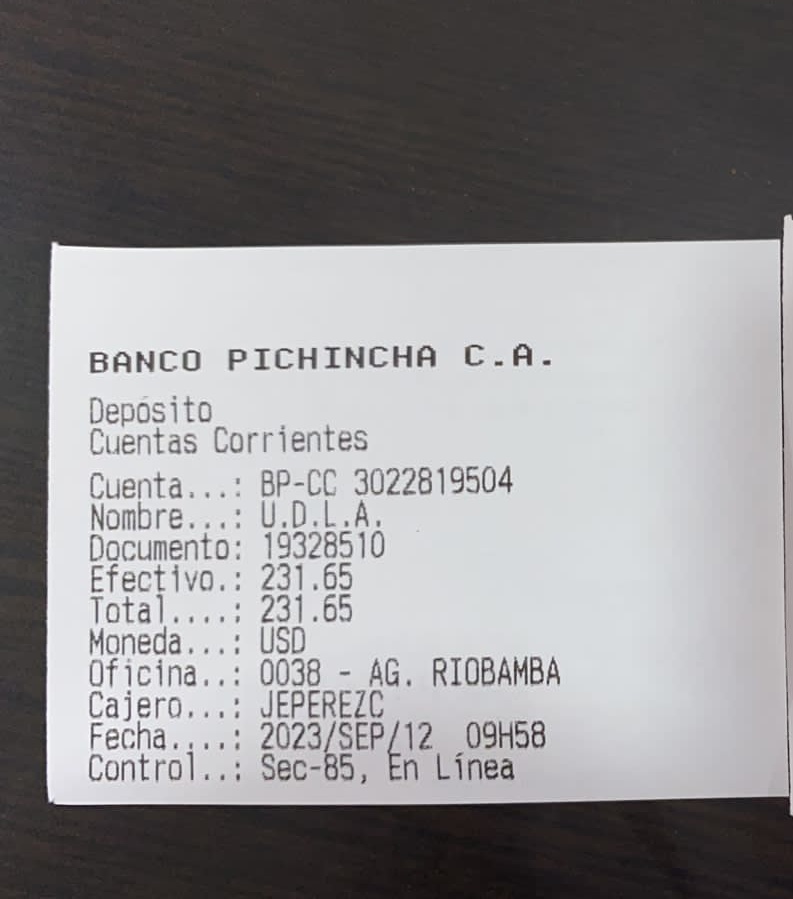 BANCO PICHINCHA C.A.
Depósito
Cuentas Corrientes
Cuenta...: BP-CC 3022819504
Nombre...: U.D.L.A.
Documento: 19328510
Efectivo.: 231.65
Total....: 231.65
Moneda...: USD
Oficina..: 0038 - AG. RIOBAMBA
Cajero...: JEPEREZC
Fecha....: 2023/SEP/12  09H58
Control..: Sec-85, En Línea